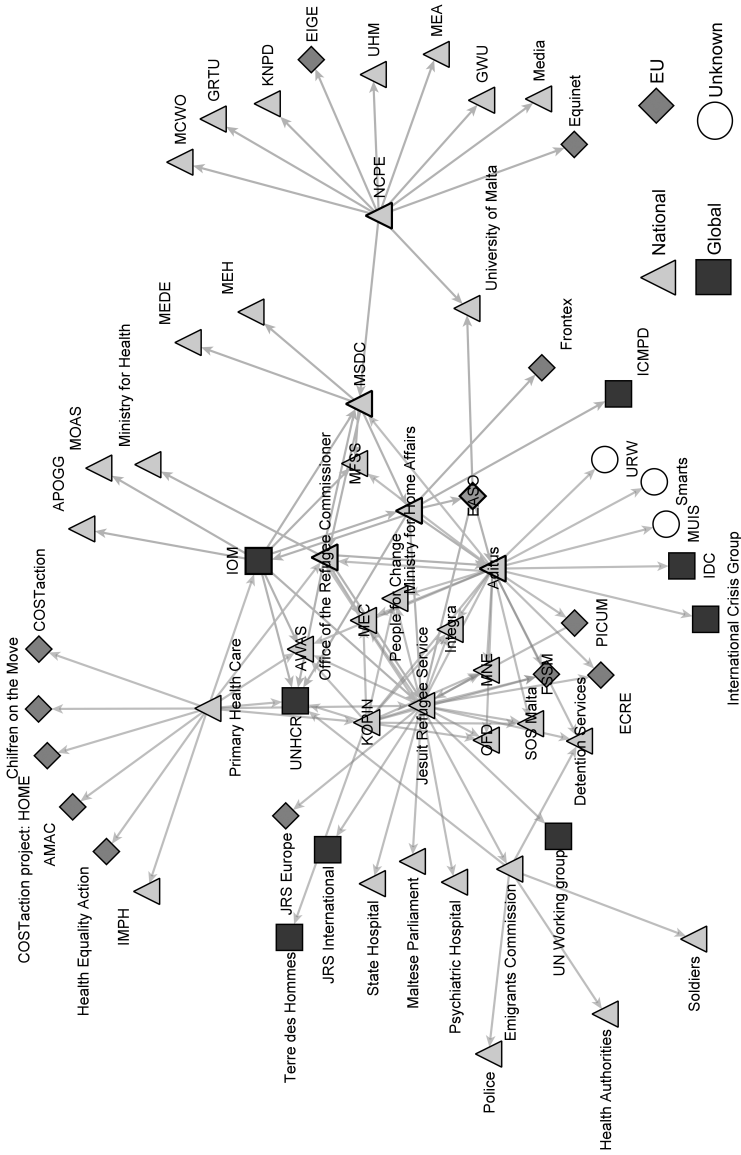 COSTaction
Chilfren on the Move
COSTaction project: HOME
AMAC
Health Equality Action
IMPH
Primary Health Care
APOGG
MOAS
Ministry for Health
IOM
MEDE
MEH
MCWO
GRTU
KNPD
EIGE
UHM
MEA
GWU
Media
Equinet
NCPE
University of Malta
MSDC
MFSS
Office of the Refugee Commissioner
Ministry for Home Affairs
People for Change
MEC
AWAS
UNHCR
KOPIN
Jesuit Refugee Service
Integra
Aditus
EASO
Frontex
ICMPD
URW
Smarts
MUIS
IDC
International Crisis Group
PICUM
ECRE
FSSM
MNE
OFD
SOS Malta
Detention Services
JRS Europe
Terre des Hommes
JRS International
State Hospital
Maltese Parliament
Psychiatric Hospital
Emigrants Commission
UN Working group
Police
Health Authorities
Soldiers
National
EU
Global
Unknown